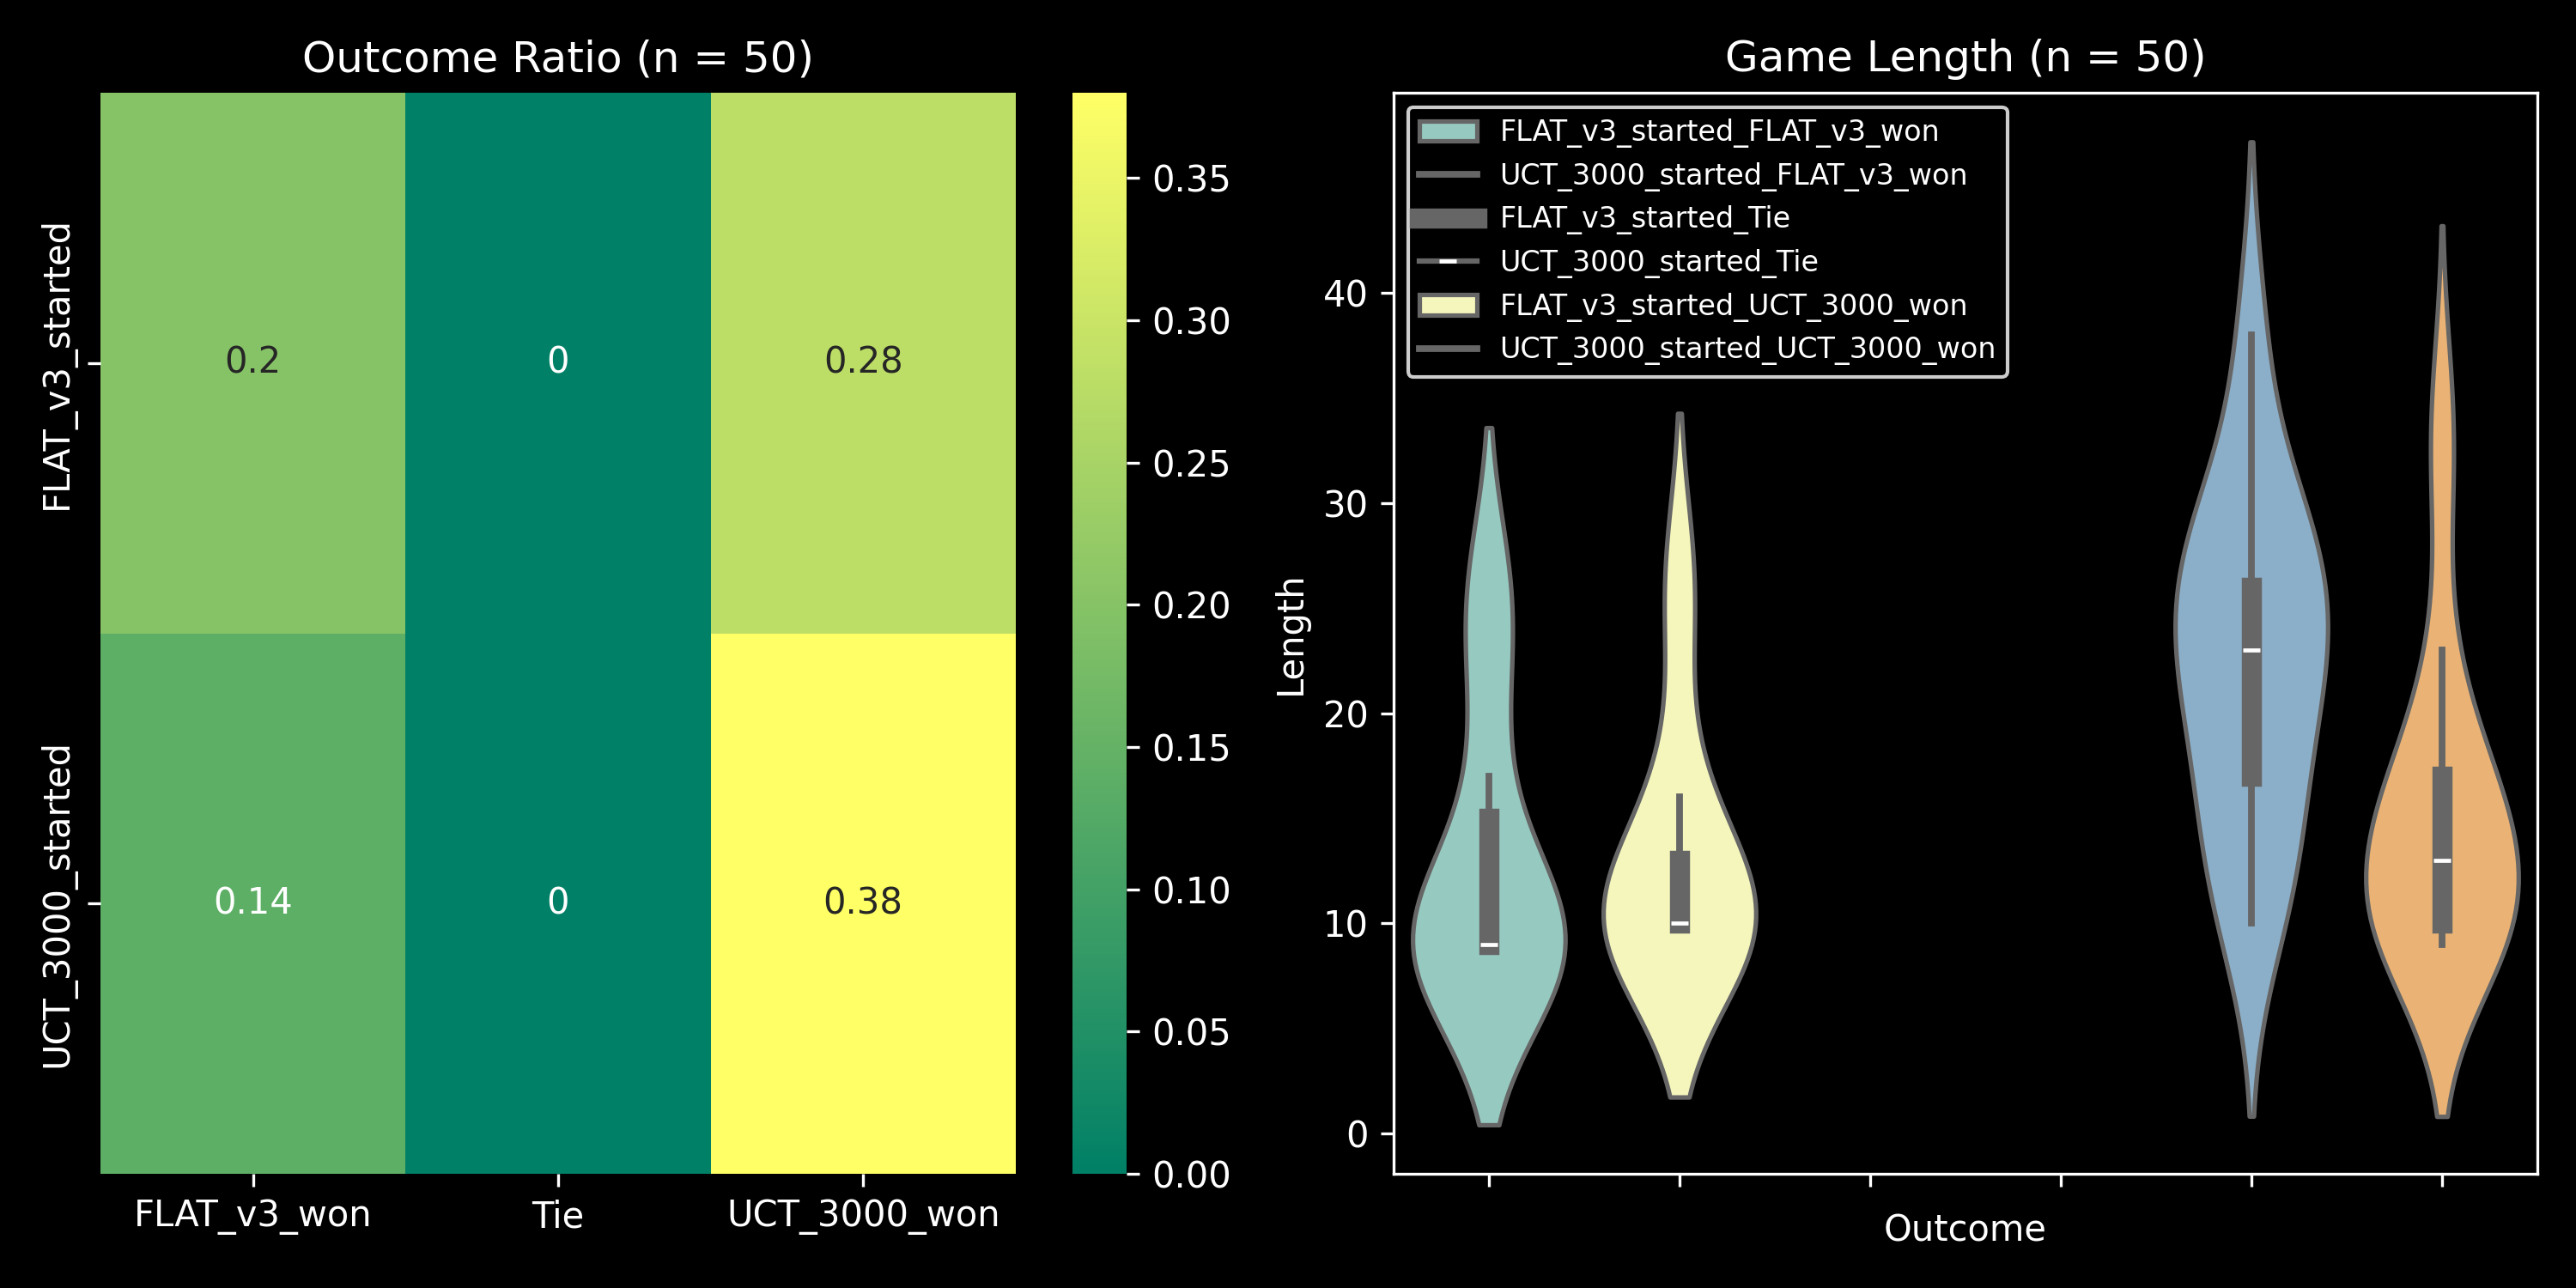 Outcome Ratio (n = 50)
FLAT_v3_started
UCT_3000_started
0.2
0
0.28
0.14
0
0.38
FLAT_v3_won
Tie
UCT_3000_won
0.35
0.30
0.25
0.20
0.15
0.10
0.05
0.00
Game Length (n = 50)
FLAT_v3_started_FLAT_v3_won
UCT_3000_started_FLAT_v3_won
FLAT_v3_started_Tie
UCT_3000_started_Tie
FLAT_v3_started_UCT_3000_won
UCT_3000_started_UCT_3000_won
Length
40
30
20
10
0
Outcome